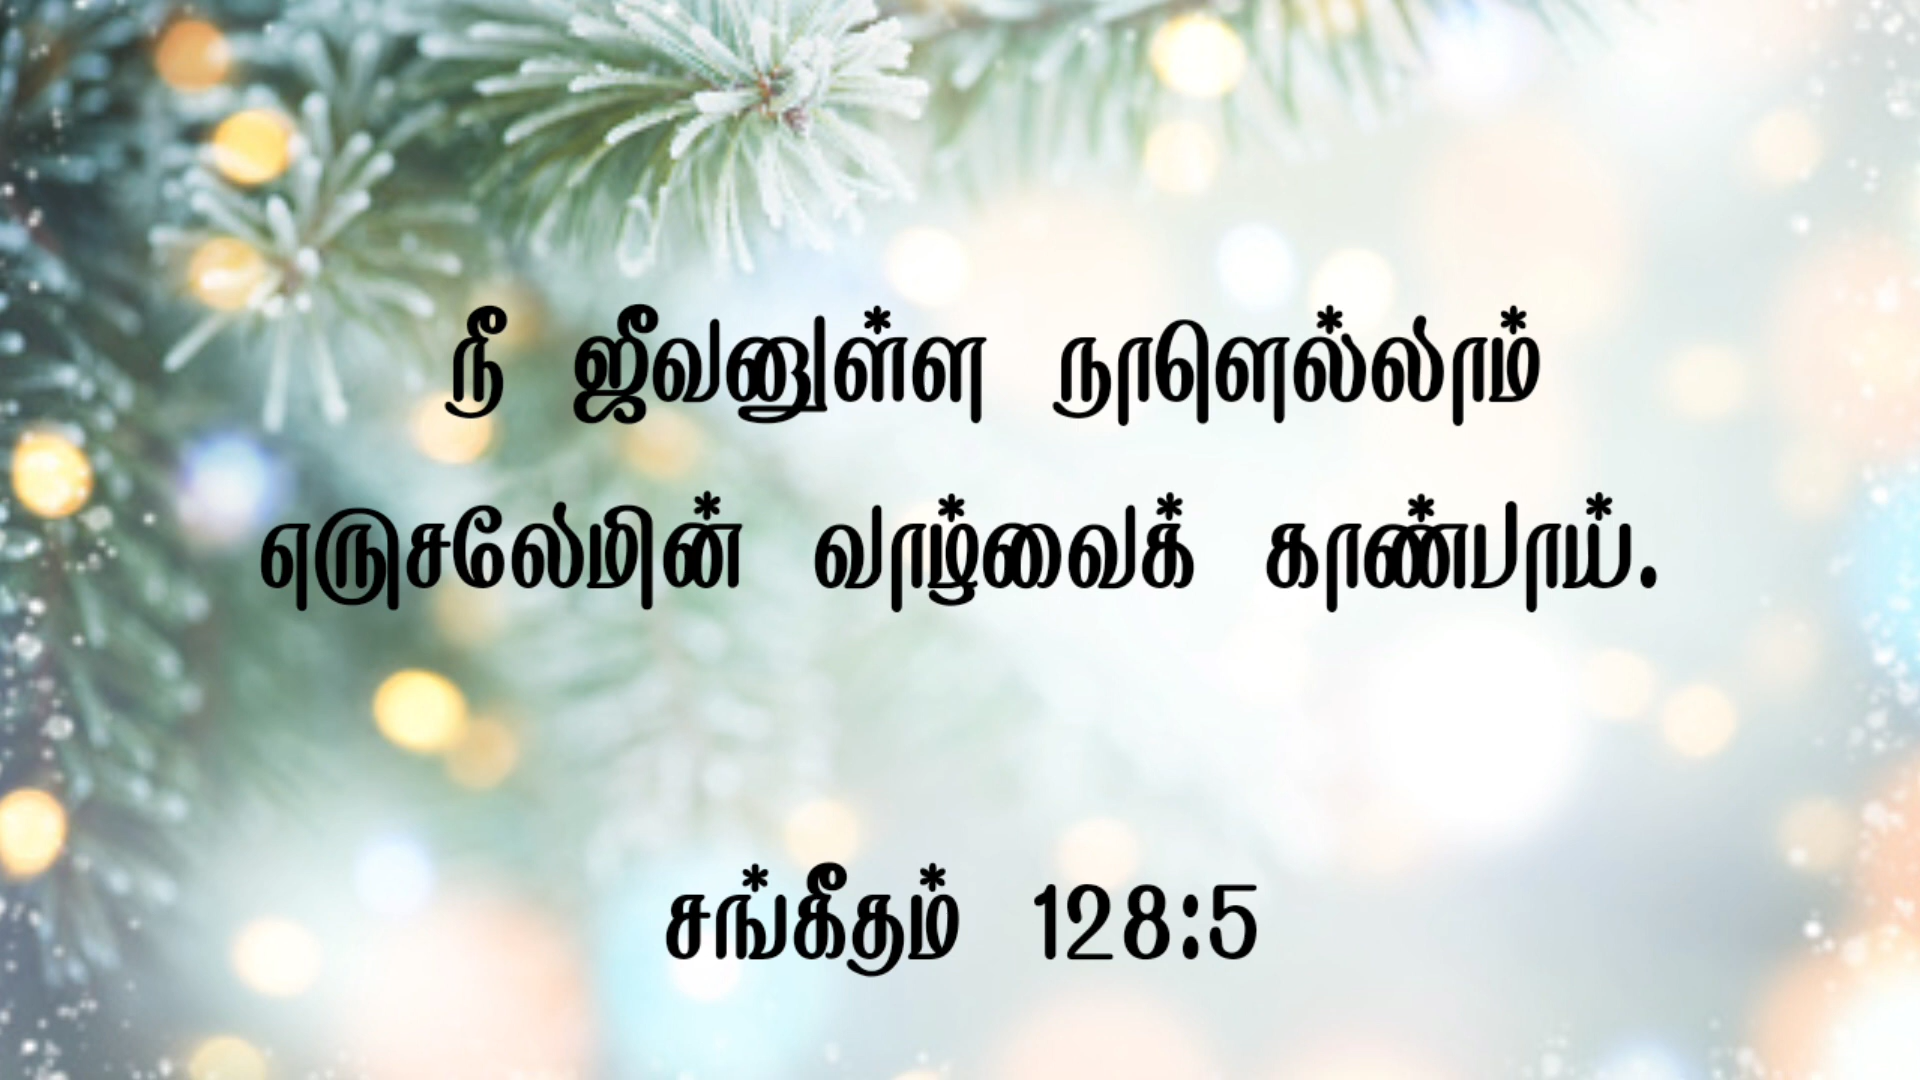 நீ ஜீவனுள்ள நாளெல்லாம்
எருசலேமின் வாழ்வைக் காண்பாய்.
சங்கீதம் 128:5